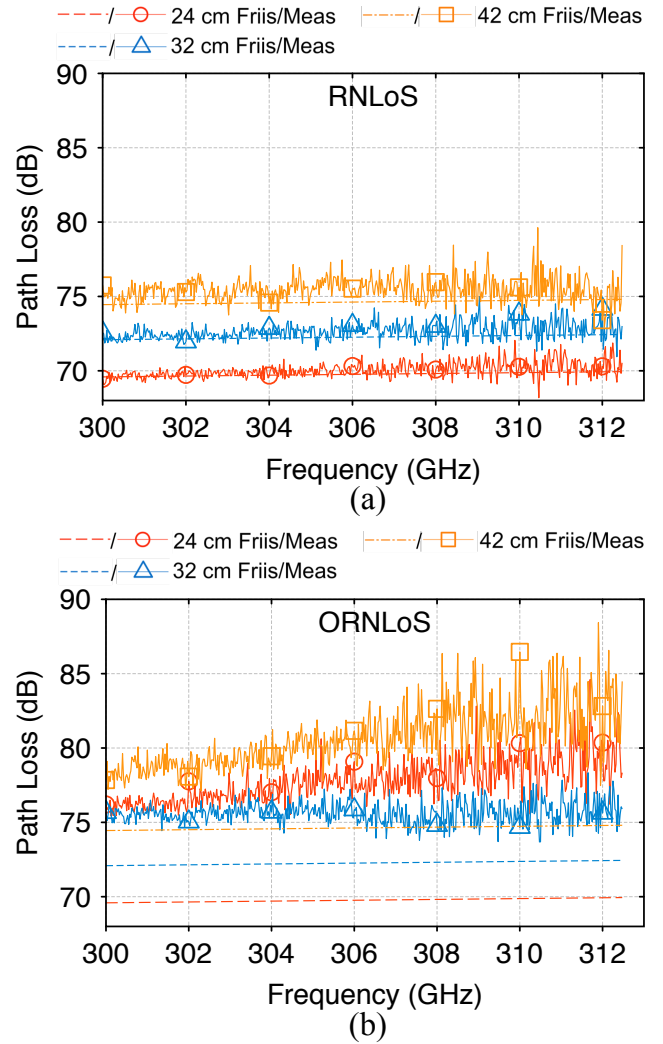 24 cm Friis/Meas 42 cm Friis/Meas
32 cm Friis/Meas
RNLoS
90
85
80
75
70
Path Loss (dB)
300 302 304 306 308 310 312
Frequency (GHz)
(a)
24 cm Friis/Meas 42 cm Friis/Meas
32 cm Friis/Meas
ORNLoS
90
85
80
75
70
Path Loss (dB)
300 302 304 306 308 310 312
Frequency (GHz)
(b)